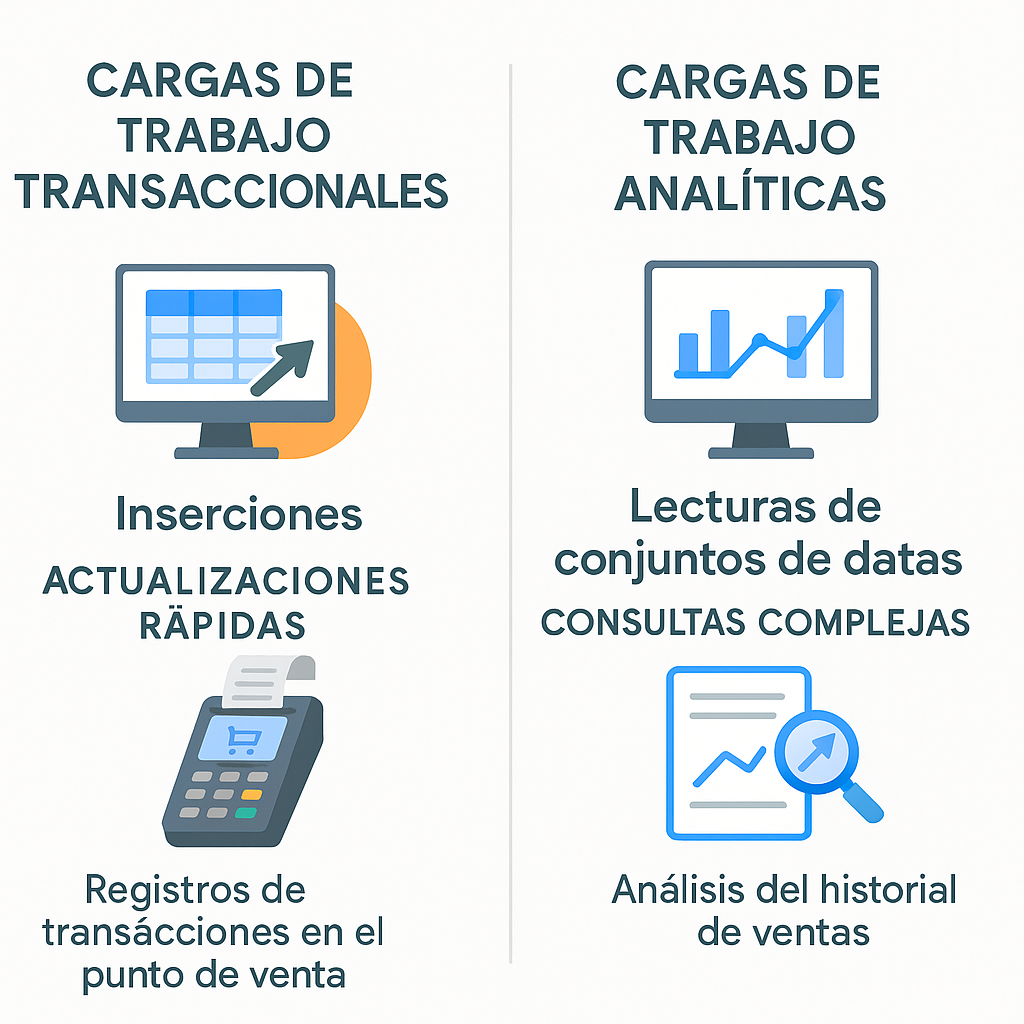 CARGAS DE
TRABAJO
TRANSACCIONALES
Inserciones
ACTUALIZACIONES
RÄPIDAS
Registros de
transácciones en el
punto de venta
CARGAS DE
TRABAJO
ANALÍTICAS
Lecturas de
conjuntos de datas
CONSULTAS COMPLEJAS
Análisis del historial
de ventas